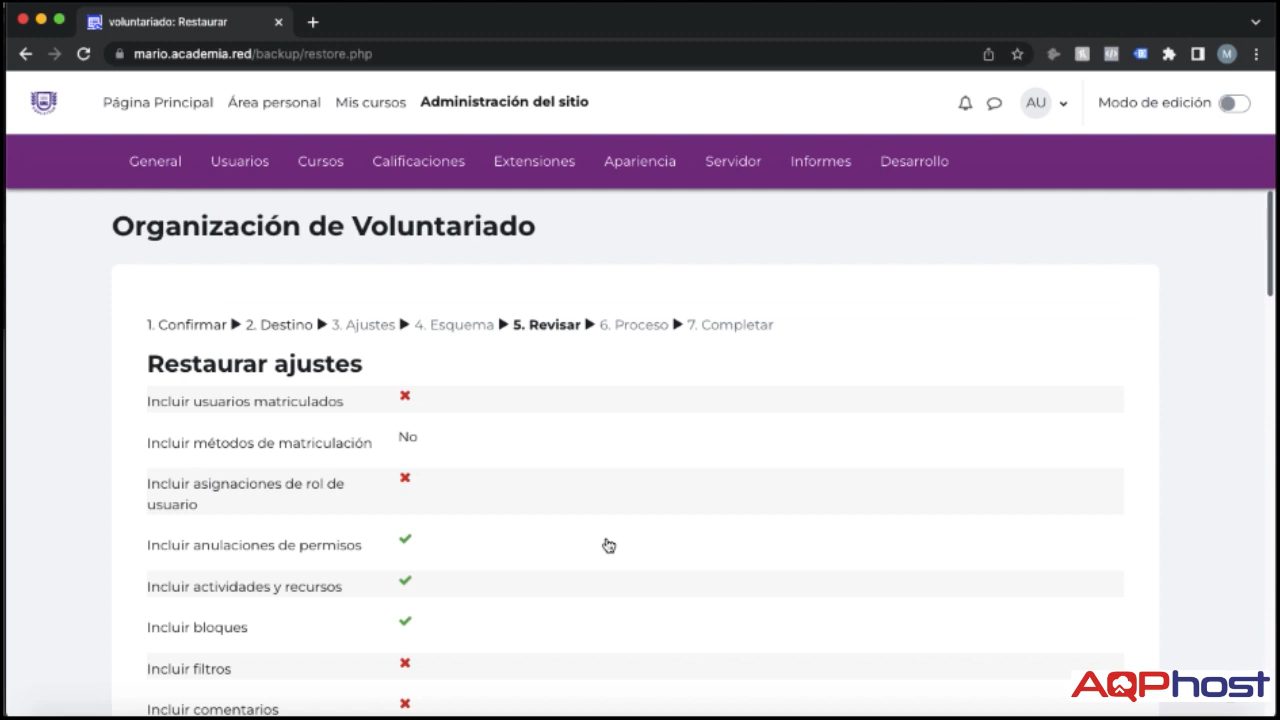 voluntariado: Restaurar
mario.academia.red/backup/restore.php
M
Página Principal Área personal Mis cursos Administración del sitio AU Modo de edición
General Usuarios Cursos Calificaciones Extensiones Apariencia Servidor Informes Desarrollo
Organización de Voluntariado
1. Confirmar ► 2. Destino ► 3. Ajustes ► 4. Esquema ► 5. Revisar ► 6. Proceso ► 7. Completar
Restaurar ajustes
Incluir usuarios matriculados
Incluir métodos de matriculación No
Incluir asignaciones de rol de
usuario
Incluir anulaciones de permisos
Incluir actividades y recursos
Incluir bloques
Incluir filtros
Incluir comentarios
AQPhost